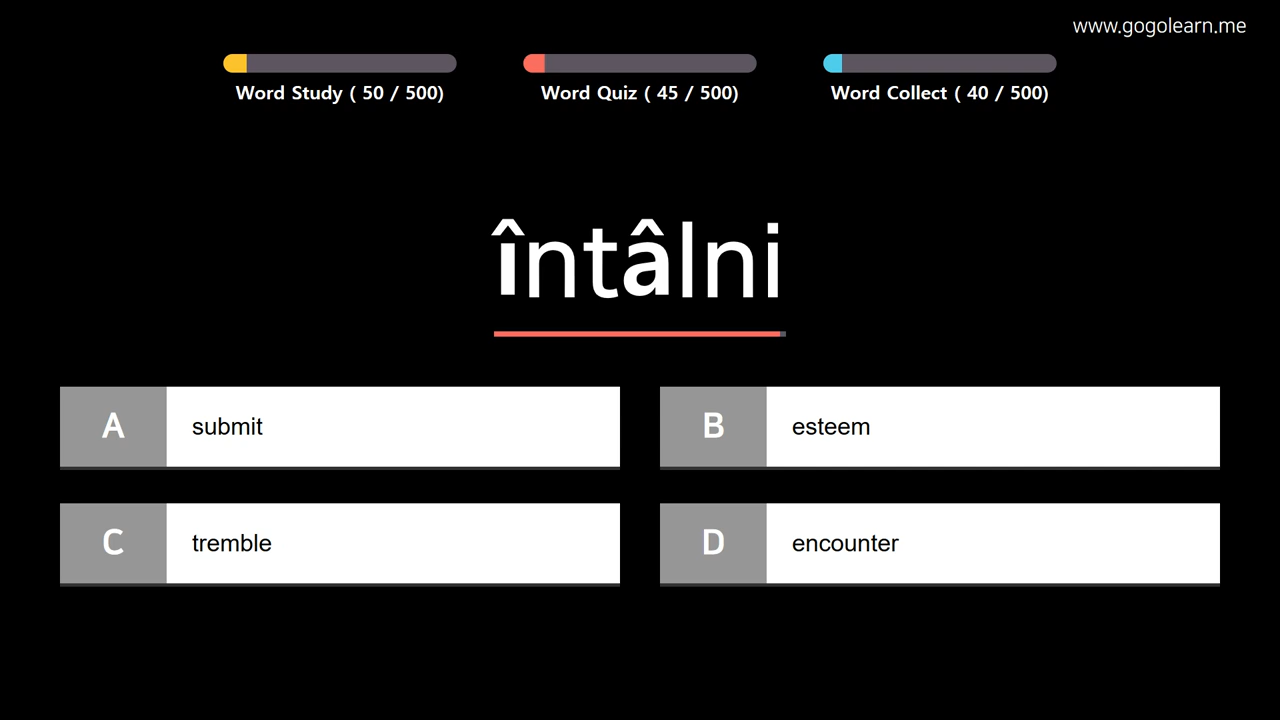 www.gogolearn.me
Word Study ( 50 / 500)
Word Quiz ( 45 / 500)
Word Collect ( 40 / 500)
întâlni
A submit
B esteem
C tremble
D encounter